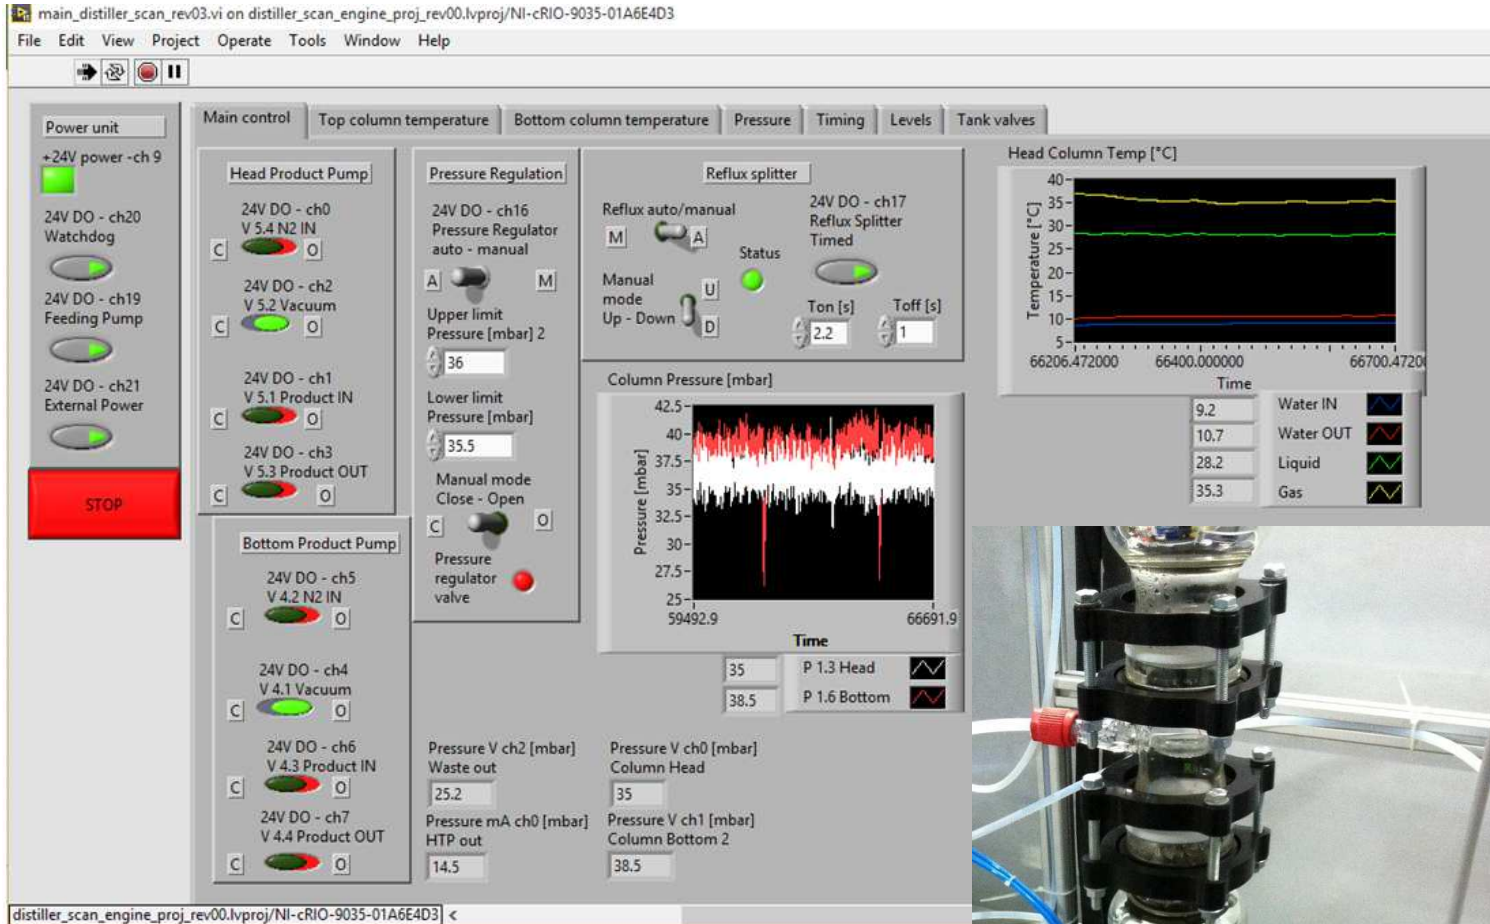 main_distiller_scan_rev03.vi on distiller_scan_engine_proj_rev00.lvproj/NI-cRIO-9035-01A6E4D3
File Edit View Project Operate Tools Window Help
Main control Top column temperature Bottom column temperature Pressure Timing Levels Tank valves
Power unit
+24V power -ch 9
24V DO - ch20
Watchdog
24V DO - ch19
Feeding Pump
24V DO - ch21
External Power
STOP
Head Product Pump
24V DO - ch0
V 5.4 N2 IN
C O
24V DO - ch2
V 5.2 Vacuum
C O
24V DO - ch1
V 5.1 Product IN
C O
24V DO - ch3
V 5.3 Product OUT
C O
Bottom Product Pump
24V DO - ch5
V 4.2 N2 IN
C O
24V DO - ch4
V 4.1 Vacuum
C O
24V DO - ch6
V 4.3 Product IN
C O
24V DO - ch7
V 4.4 Product OUT
C O
Pressure Regulation
24V DO - ch16
Pressure Regulator
auto - manual
A M
Upper limit
Pressure [mbar] 2
36
Lower limit
Pressure [mbar]
35.5
Manual mode
Close - Open
C O
Pressure
regulator
valve
Reflux splitter
Reflux auto/manual
M A
Manual
mode
Up - Down
U
D
Status
24V DO - ch17
Reflux Splitter
Timed
Ton [s] Toff [s]
2.2 1
Column Pressure [mbar]
Pressure [mbar]
42.5
40
37.5
35
32.5
30
27.5
25
59492.9 66691.9
Time
35 P 1.3 Head
38.5 P 1.6 Bottom
Pressure V ch2 [mbar]
Waste out
25.2
Pressure V ch0 [mbar]
Column Head
35
Pressure mA ch0 [mbar]
HTP out
14.5
Pressure V ch1 [mbar]
Column Bottom 2
38.5
Head Column Temp [°C]
Temperature [°C]
40
35
30
25
20
15
10
5
66206.472000 66400.000000 66700.4720
Time
9.2 Water IN
10.7 Water OUT
28.2 Liquid
35.3 Gas
distiller_scan_engine_proj_rev00.lvproj/NI-cRIO-9035-01A6E4D3 <